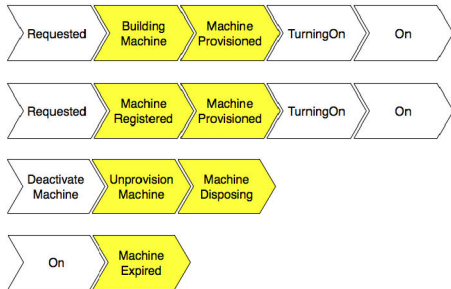 Requested
Building
Machine
Machine
Provisioned
TurningOn
On
Requested
Machine
Registered
Machine
Provisioned
TurningOn
On
Deactivate
Machine
Unprovision
Machine
Machine
Disposing
On
Machine
Expired